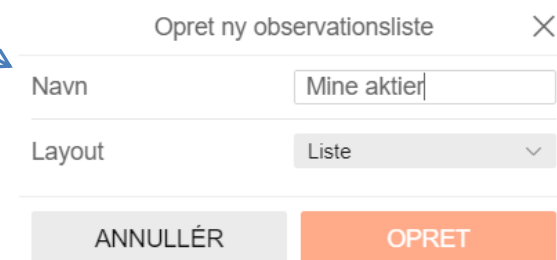 Opret ny observationsliste
Navn Mine aktier
Layout Liste
ANNULLÉR OPRET